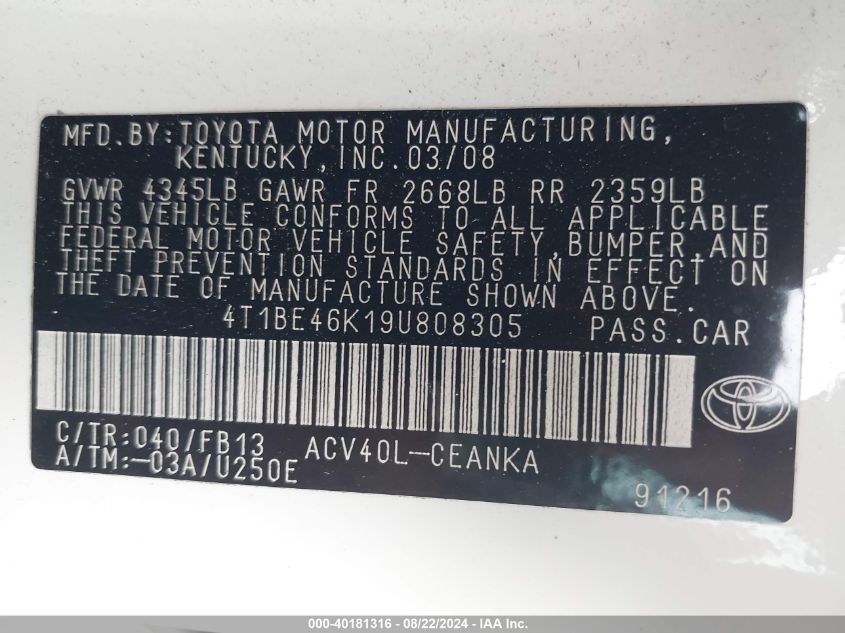 MFD.BY:TOYOTA MOTOR MANUFACTURING,
KENTUCKY,INC.03/08
GVWR 4345LB GAWR FR 2668LB RR 2359LB
THIS VEHICLE CONFORMS TO ALL APPLICABLE
FEDERAL MOTOR VEHICLE SAFETY,BUMPER,AND
THEFT PREVENTION STANDARDS IN EFFECT ON
THE DATE OF MANUFACTURE SHOWN ABOVE.
4T1BE46K19U808305 PASS.CAR
C/TR:040/FB13 ACV40L-CEANKA
A/TM:-03A/U250E
91216
000-40181316 - 08/22/2024 - IAA Inc.